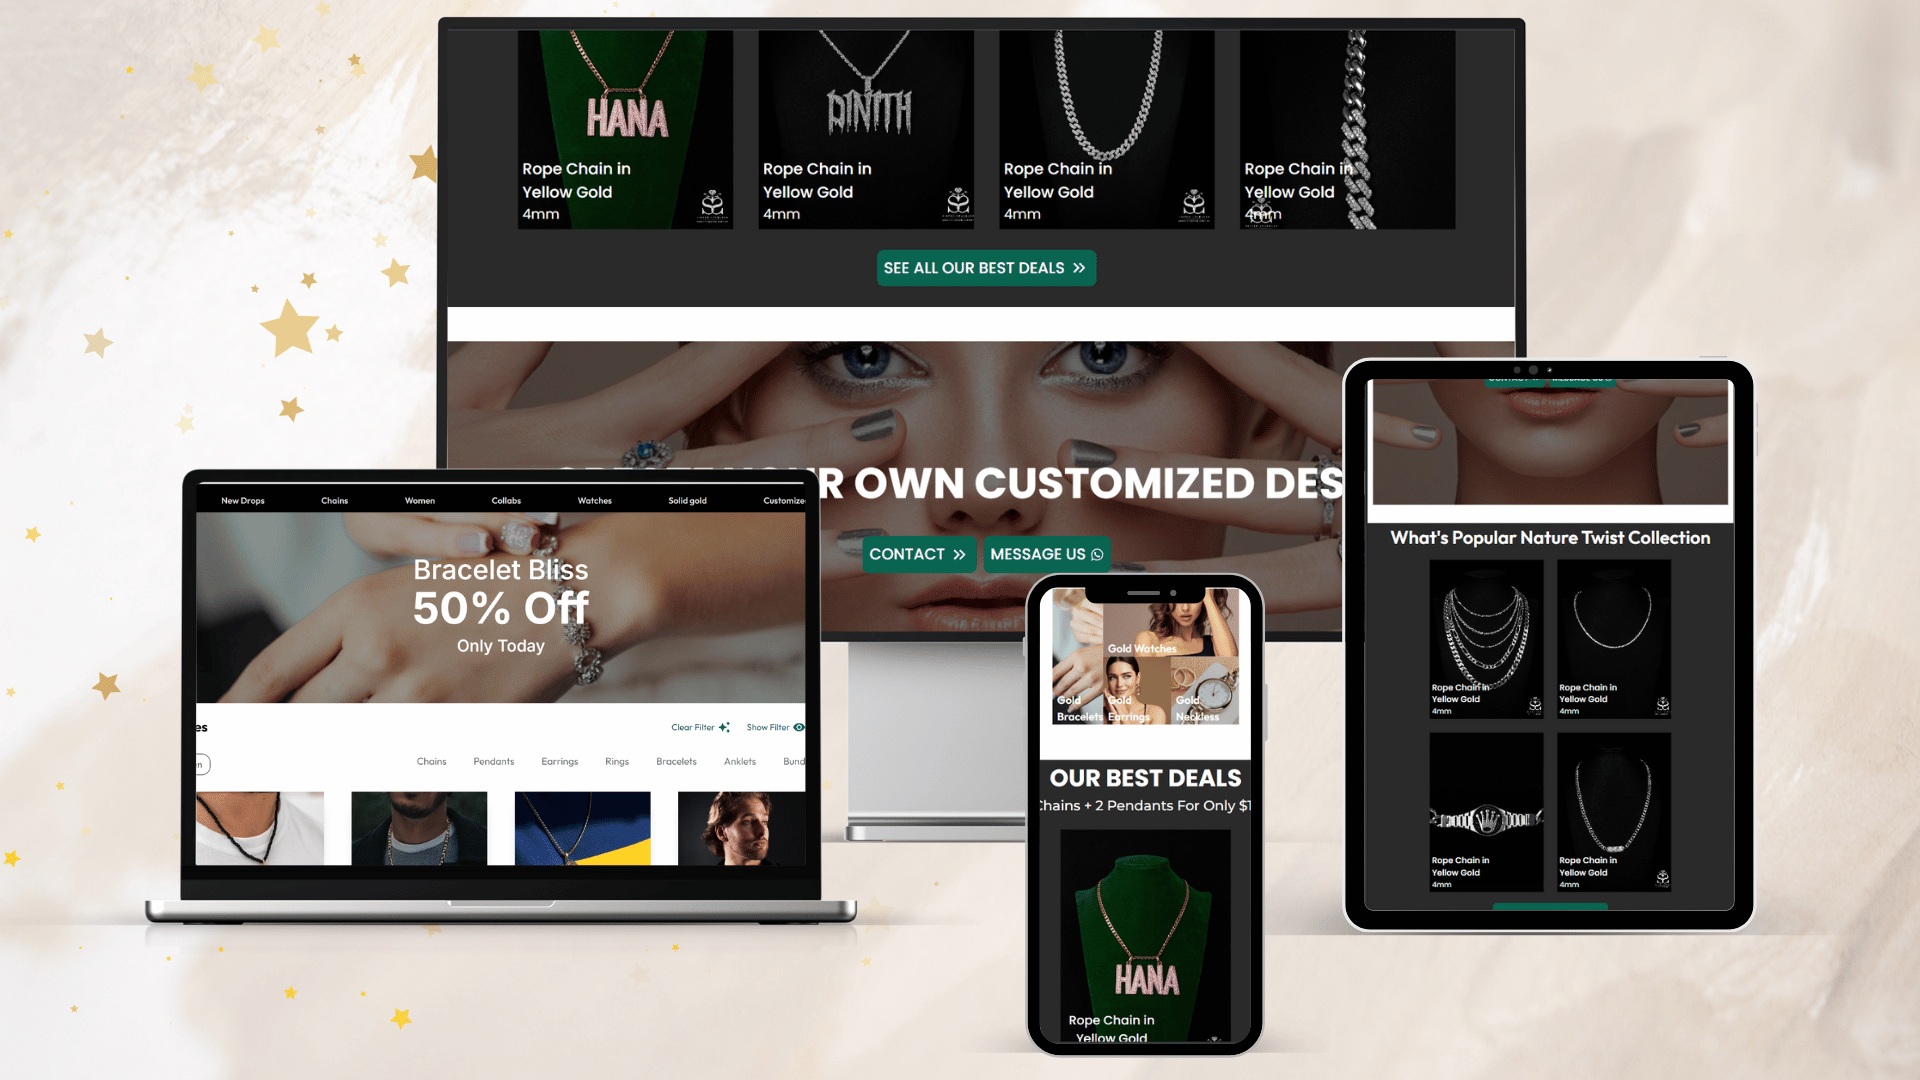 HANA
DINITH
Rope Chain in
Yellow Gold
4mm
Rope Chain in
Yellow Gold
4mm
Rope Chain in
Yellow Gold
4mm
Rope Chain in
Yellow Gold
4mm
SEE ALL OUR BEST DEALS
OWN CUSTOMIZED DES
CONTACT
MESSAGE US
New Drops
Chains
Women
Collabs
Watches
Solid gold
Customize
Bracelet Bliss
50% Off
Only Today
es
Clear Filter
Show Filter
en
Chains
Pendants
Earrings
Rings
Bracelets
Anklets
Bund
Gold Watches
Gold
Bracelets
Gold
Earrings
Gold
Neckless
OUR BEST DEALS
Chains + 2 Pendants For Only $1
HANA
Rope Chain in
Yellow Gold
CONTACT
MESSAGE US
What's Popular Nature Twist Collection
Rope Chain in
Yellow Gold
4mm
Rope Chain in
Yellow Gold
4mm
Rope Chain in
Yellow Gold
4mm
Rope Chain in
Yellow Gold
4mm